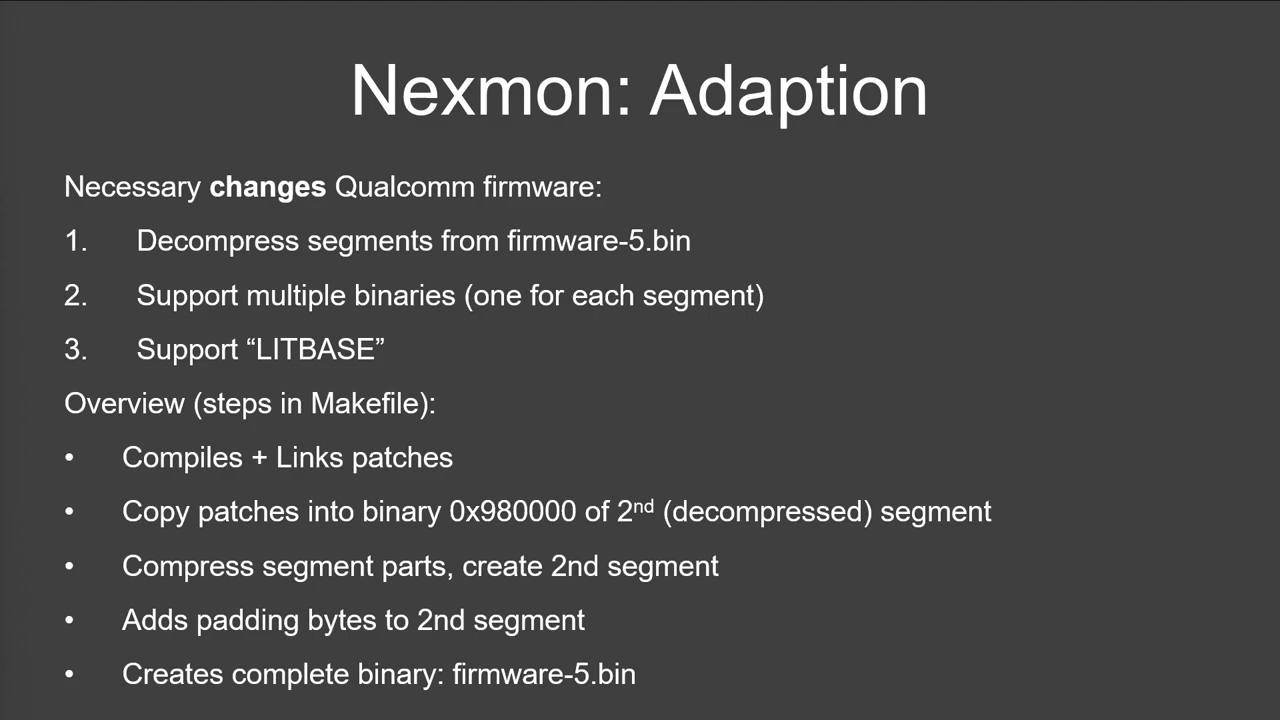 Nexmon: Adaption
Necessary changes Qualcomm firmware:
1. Decompress segments from firmware-5.bin
2. Support multiple binaries (one for each segment)
3. Support “LITBASE”
Overview (steps in Makefile):
• Compiles + Links patches
• Copy patches into binary 0x980000 of 2nd (decompressed) segment
• Compress segment parts, create 2nd segment
• Adds padding bytes to 2nd segment
• Creates complete binary: firmware-5.bin